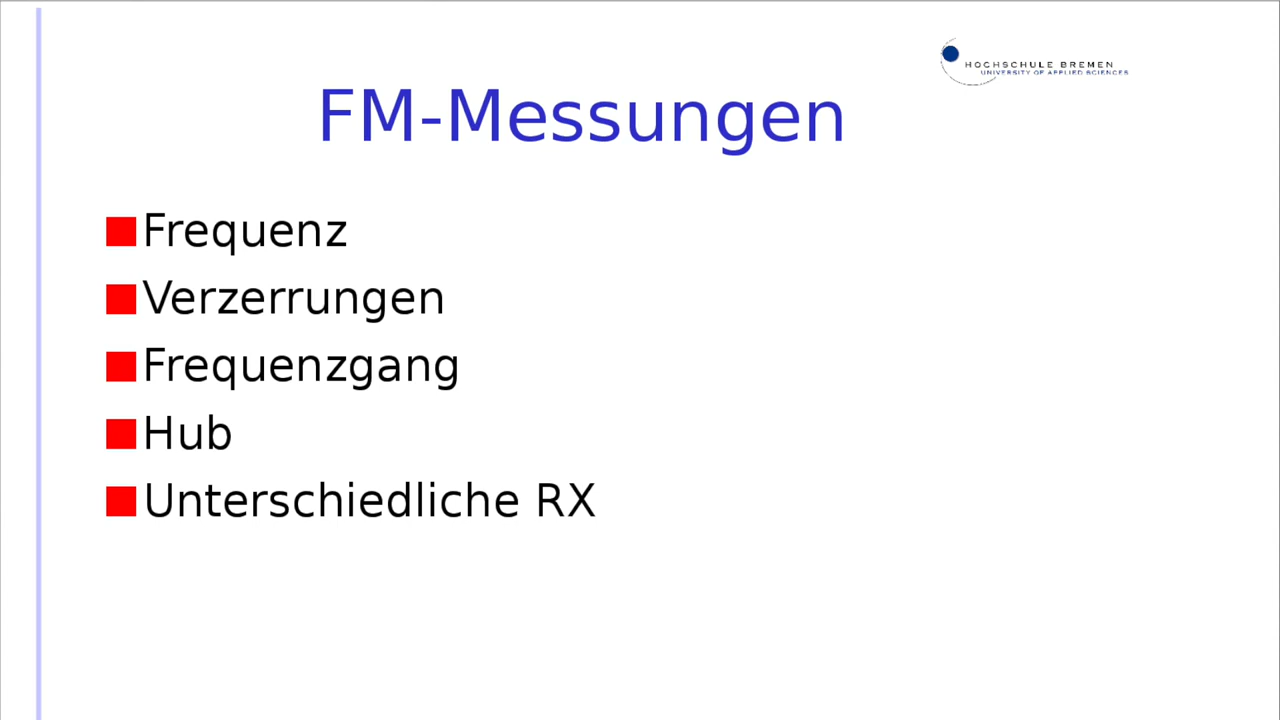 HOCHSCHULE BREMEN
UNIVERSITY OF APPLIED SCIENCES
FM-Messungen
Frequenz
Verzerrungen
Frequenzgang
Hub
Unterschiedliche RX